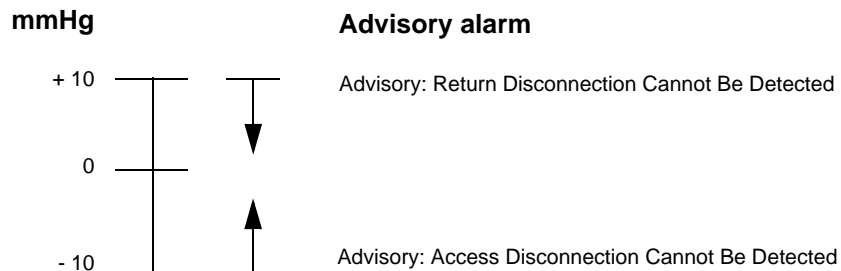 mmHg Advisory alarm
+ 10 Advisory: Return Disconnection Cannot Be Detected
0
- 10 Advisory: Access Disconnection Cannot Be Detected